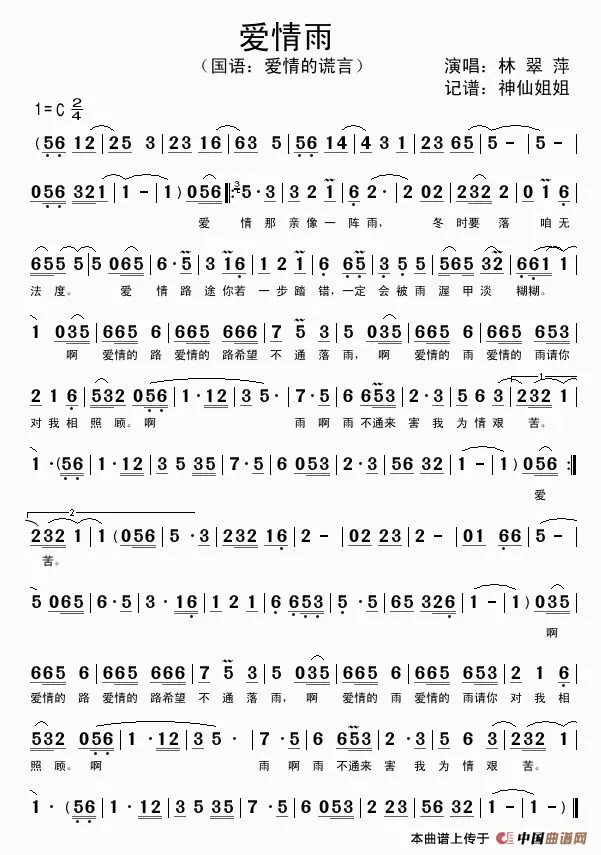 爱情雨
（国语：爱情的谎言）
演唱：林 翠 萍
记谱：神仙姐姐
1=C 2/4
(56 12 | 25 3 | 23 16 | 63 5 | 56 14 | 4 3 1 | 23 65 | 5 - | 5 - |
056 321 | 1 - | 1 ) 056 |: 5·3 | 3 2 1 | 6 2· | 2 02 | 232 2 | 0 1 6 |
爱 情 那 亲 像 一 阵 雨， 冬 时 要 落 咱 无
655 5 | 5 065 | 6·5 | 3 16 | 1 2 1 | 6 65 | 3 5 5 | 565 32 | 661 1 |
法 度。 爱 情 路 途 你 若 一 步 踏 错，一定 会 被 雨 渥 甲 淡 糊糊。
1 035 | 665 6 | 665 666 | 7 5 3 | 5 035 | 665 6 | 665 653 |
啊 爱情的 路 爱情的 路希望 不 通 落 雨，啊 爱情的 雨 爱情的 雨请你
2 1 6 | 532 056 | 1·12 | 3 5· | 7·5 | 6 653 | 2·3 | 5 6 3 | 232 1 |
对 我 相 照 顾。啊 雨 啊 雨 不通来 害 我 为 情 艰 苦。
1·(56 | 1·12 | 3 5 35 | 7·5 | 6 053 | 2·3 | 56 32 | 1 - | 1 ) 056 :|
爱
232 1 | 1 (056 | 5·3 | 232 16 | 2 - | 02 23 | 2 - | 01 66 | 5 - |
苦。
5 065 | 6·5 | 3· 16 | 1 2 1 | 6 653 | 5·5 | 65 326 | 1 - | 1 ) 035 |
啊
665 6 | 665 666 | 7 5 3 | 5 035 | 665 6 | 665 653 | 2 1 6 |
爱情的 路 爱情的 路希望 不 通 落 雨，啊 爱情的 雨 爱情的 雨请你 对 我 相
532 056 | 1·12 | 3 5· | 7·5 | 6 653 | 2·3 | 5 6 3 | 232 1 |
照 顾。啊 雨 啊 雨 不通来 害 我 为 情 艰 苦。
1·(56 | 1·12 | 3 5 35 | 7·5 | 6 053 | 2·3 | 56 32 | 1 - | 1 ) ‖
本曲谱上传于 中国曲谱网